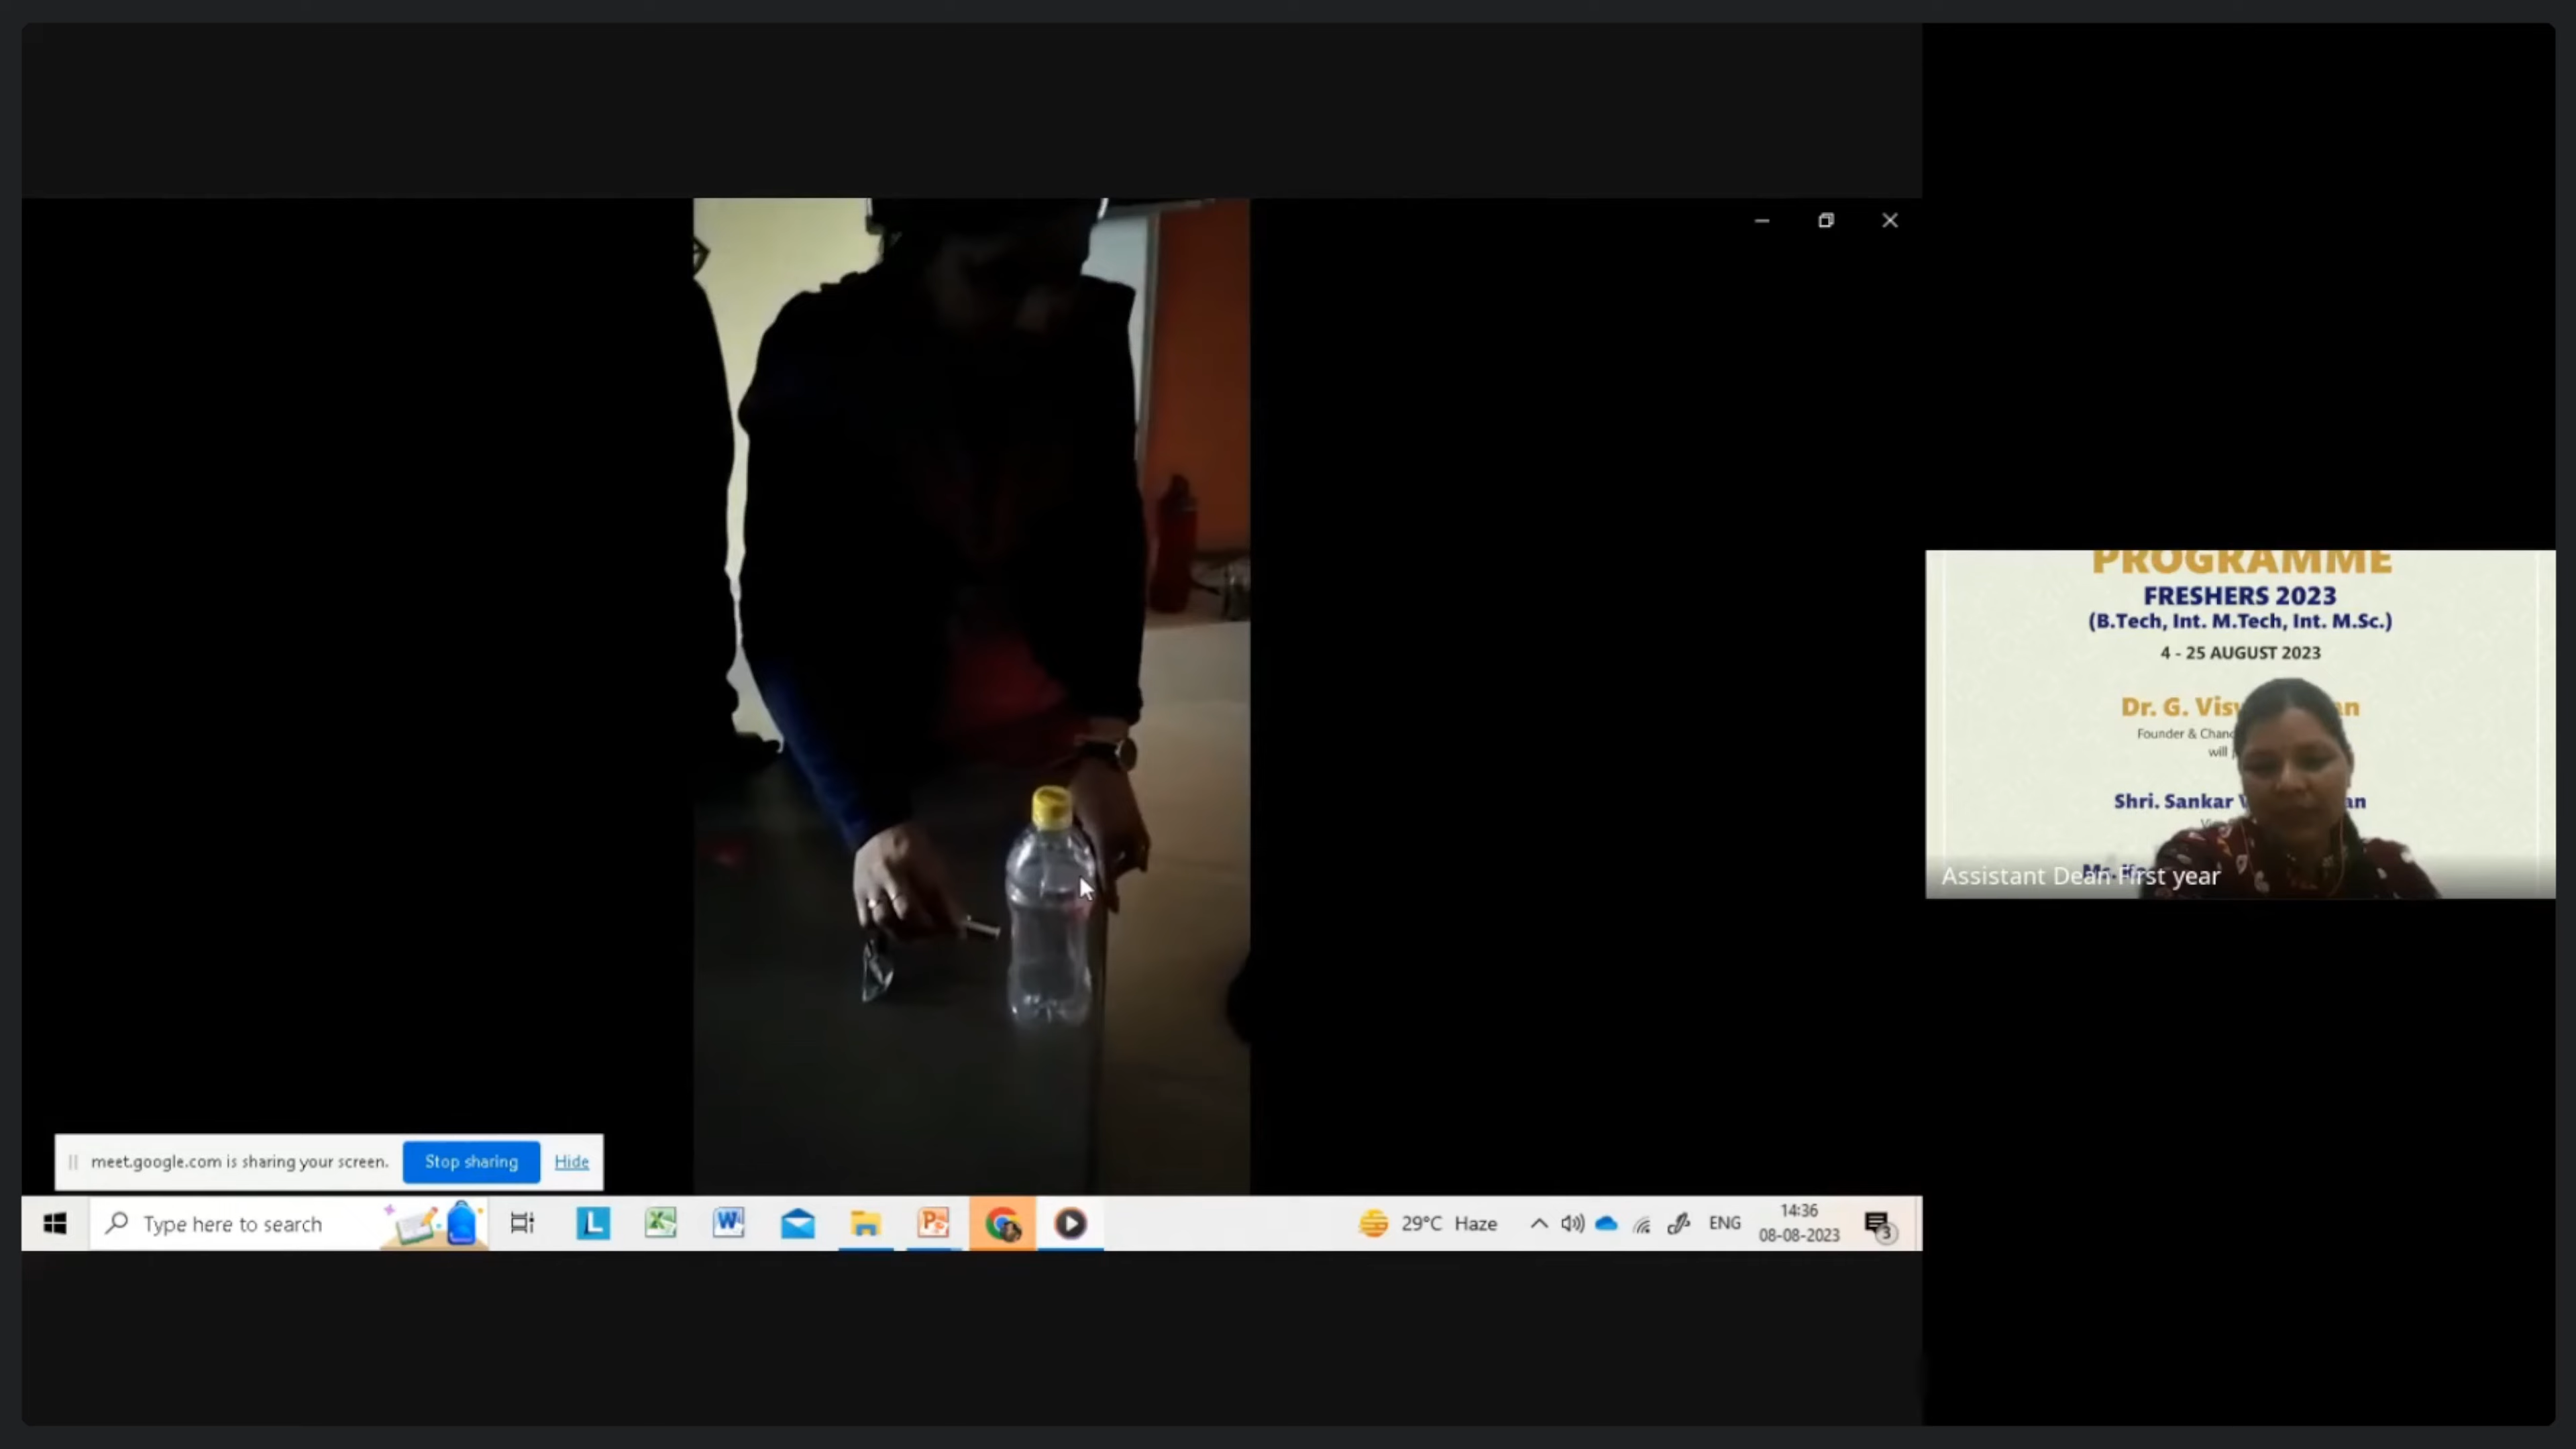 PROGRAMME
FRESHERS 2023
(B.Tech, Int. M.Tech, Int. M.Sc.)
4 - 25 AUGUST 2023
Dr. G. Vis an
Founder & Chanc
will
Shri. Sankar V an
Assistant Dean First year
meet.google.com is sharing your screen.
Stop sharing
Hide
Type here to search
29°C Haze
ENG
14:36
08-08-2023
3